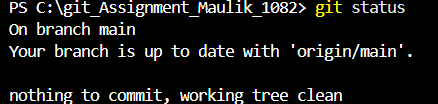 PS C:\git_Assignment_Maulik_1082> git status
On branch main
Your branch is up to date with 'origin/main'.

nothing to commit, working tree clean